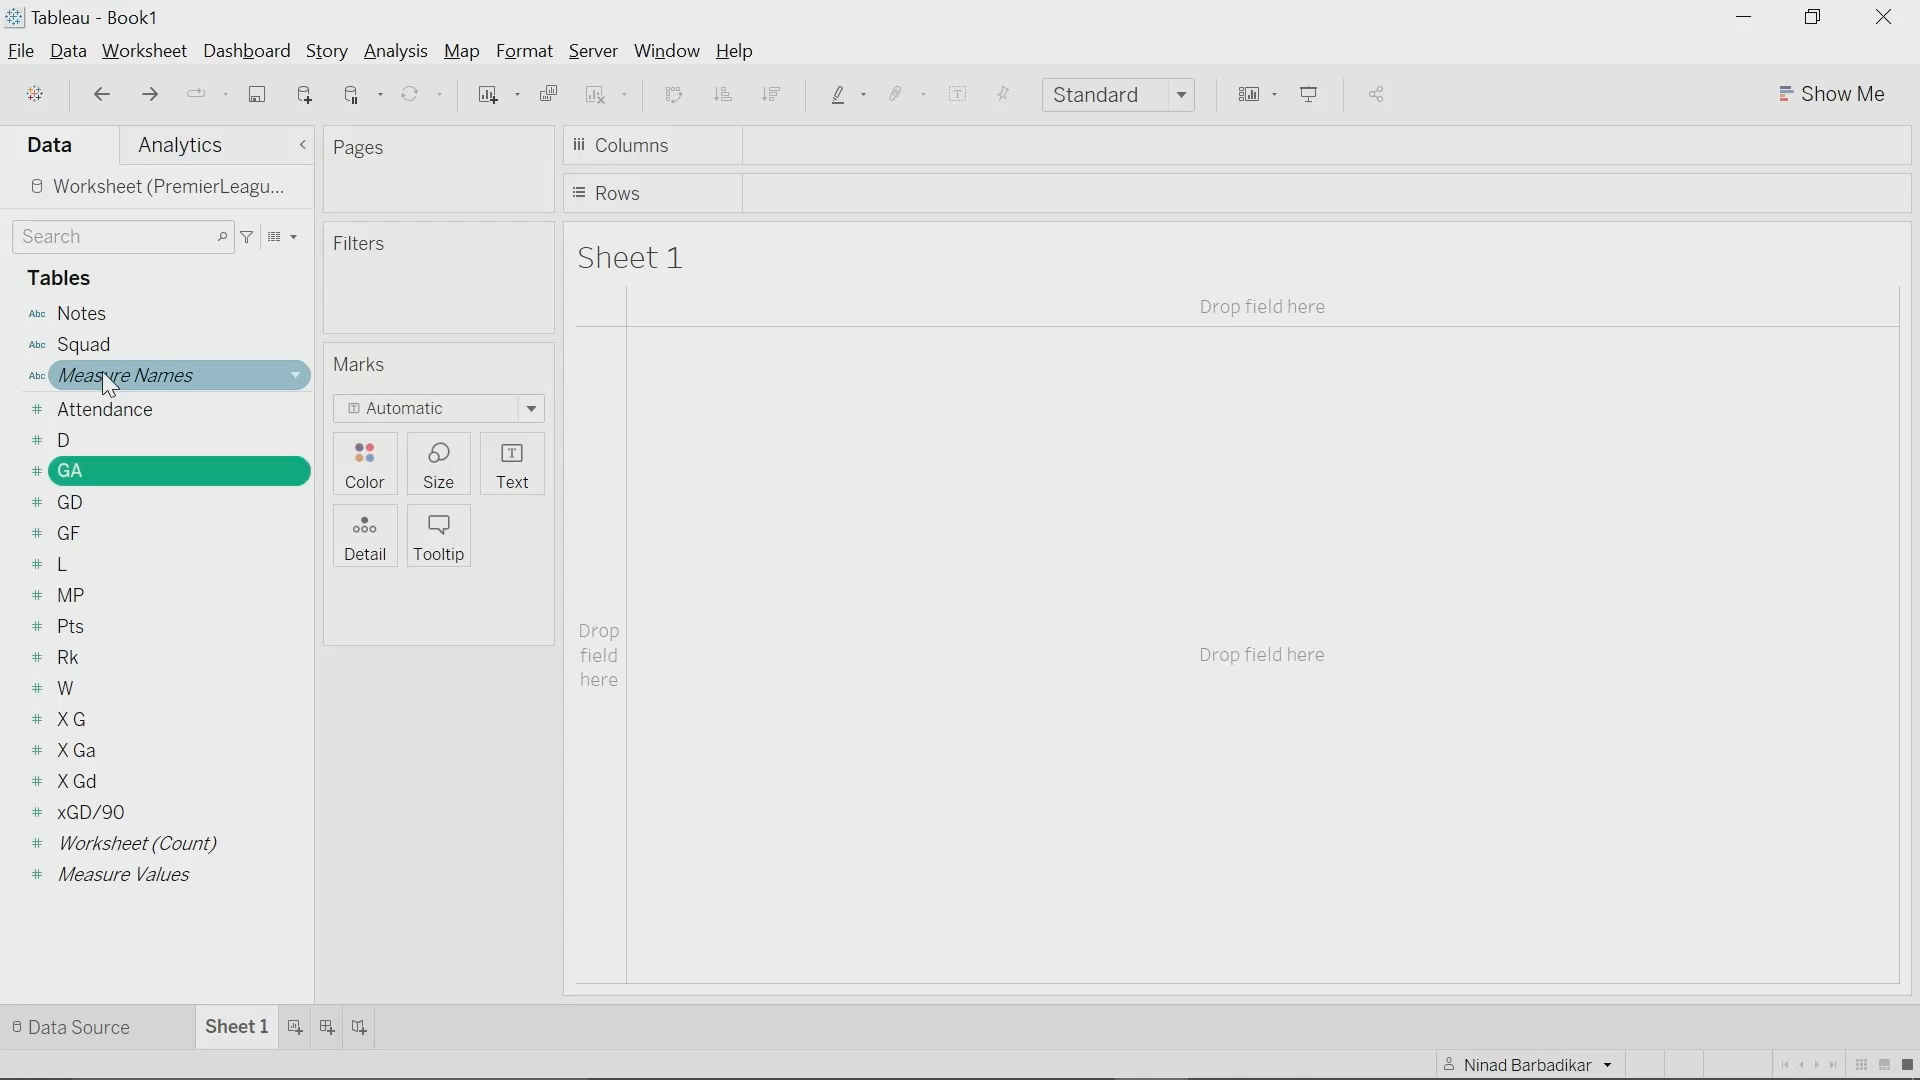 Tableau - Book1
File Data Worksheet Dashboard Story Analysis Map Format Server Window Help
Standard
Show Me
Data
Analytics
Worksheet (PremierLeagu...
Search
Tables
Abc Notes
Abc Squad
Abc Measure Names
# Attendance
# D
# GA
# GD
# GF
# L
# MP
# Pts
# Rk
# W
# X G
# X Ga
# X Gd
# xGD/90
# Worksheet (Count)
# Measure Values
Pages
Filters
Marks
Automatic
Color
Size
Text
Detail
Tooltip
Columns
Rows
Sheet 1
Drop field here
Drop
field
here
Drop field here
Data Source
Sheet 1
Ninad Barbadikar